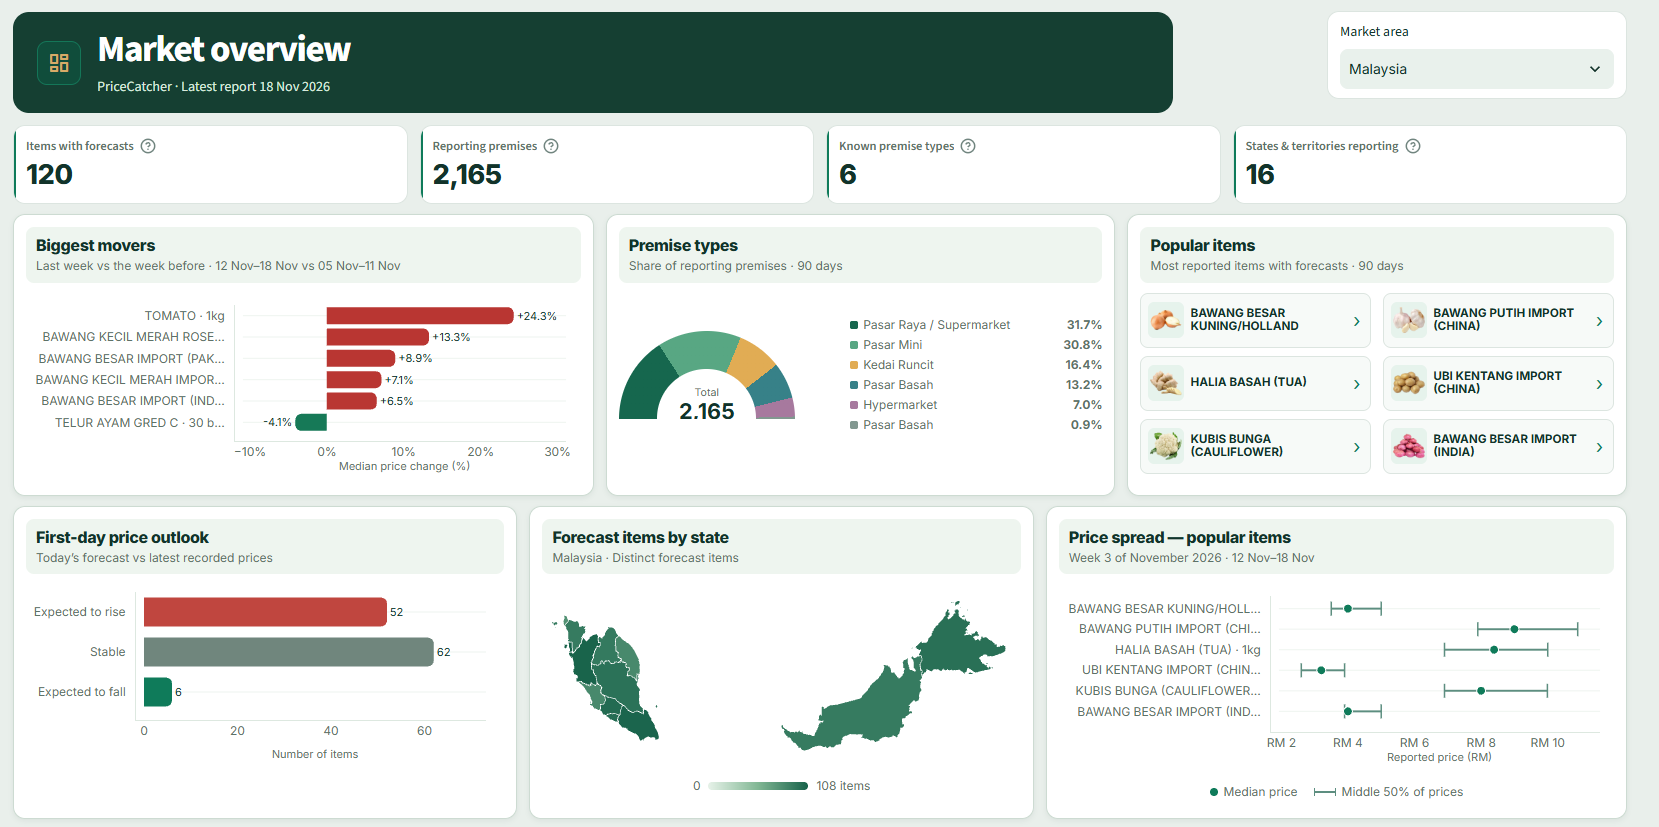 Market overview
PriceCatcher · Latest report 18 Nov 2026
Market area
Malaysia
Items with forecasts
120
Reporting premises
2,165
Known premise types
6
States & territories reporting
16
Biggest movers
Last week vs the week before · 12 Nov–18 Nov vs 05 Nov–11 Nov
TOMATO · 1kg
+24.3%
BAWANG KECIL MERAH ROSE...
+13.3%
BAWANG BESAR IMPORT (PAK...
+8.9%
BAWANG KECIL MERAH IMPOR...
+7.1%
BAWANG BESAR IMPORT (IND...
+6.5%
TELUR AYAM GRED C · 30 b...
-4.1%
−10%
0%
10%
20%
30%
Median price change (%)
Premise types
Share of reporting premises · 90 days
Total
2,165
Pasar Raya / Supermarket 31.7%
Pasar Mini 30.8%
Kedai Runcit 16.4%
Pasar Basah 13.2%
Hypermarket 7.0%
Pasar Basah 0.9%
Popular items
Most reported items with forecasts · 90 days
BAWANG BESAR
KUNING/HOLLAND
BAWANG PUTIH IMPORT
(CHINA)
HALIA BASAH (TUA)
UBI KENTANG IMPORT
(CHINA)
KUBIS BUNGA
(CAULIFLOWER)
BAWANG BESAR IMPORT
(INDIA)
First-day price outlook
Today's forecast vs latest recorded prices
Expected to rise
52
Stable
62
Expected to fall
6
0
20
40
60
Number of items
Forecast items by state
Malaysia · Distinct forecast items
0
108 items
Price spread — popular items
Week 3 of November 2026 · 12 Nov–18 Nov
BAWANG BESAR KUNING/HOLL...
BAWANG PUTIH IMPORT (CHI...
HALIA BASAH (TUA) · 1kg
UBI KENTANG IMPORT (CHIN...
KUBIS BUNGA (CAULIFLOWER...
BAWANG BESAR IMPORT (IND...
RM 2
RM 4
RM 6
RM 8
RM 10
Reported price (RM)
Median price
Middle 50% of prices